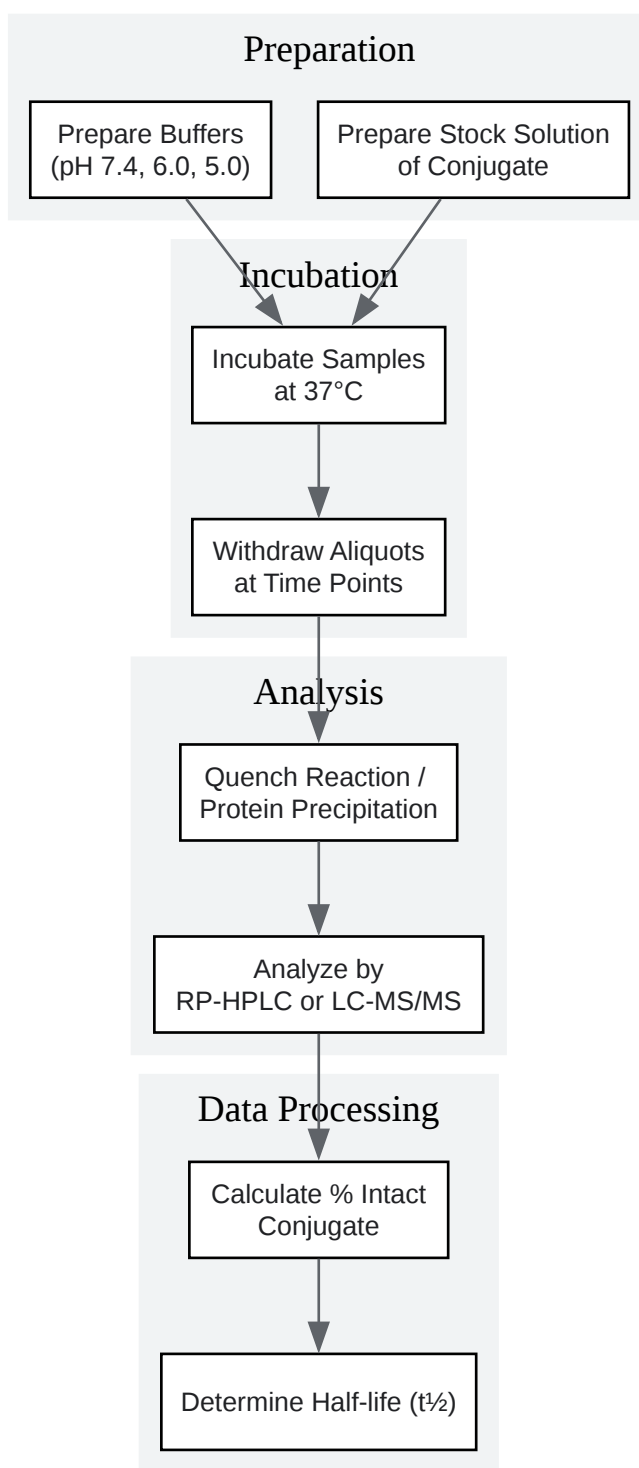 Preparation
Prepare Buffers
(pH 7.4, 6.0, 5.0)
Prepare Stock Solution
of Conjugate
Incubation
Incubate Samples
at 37°C
Withdraw Aliquots
at Time Points
Analysis
Quench Reaction /
Protein Precipitation
Analyze by
RP-HPLC or LC-MS/MS
Data Processing
Calculate % Intact
Conjugate
Determine Half-life (t½)